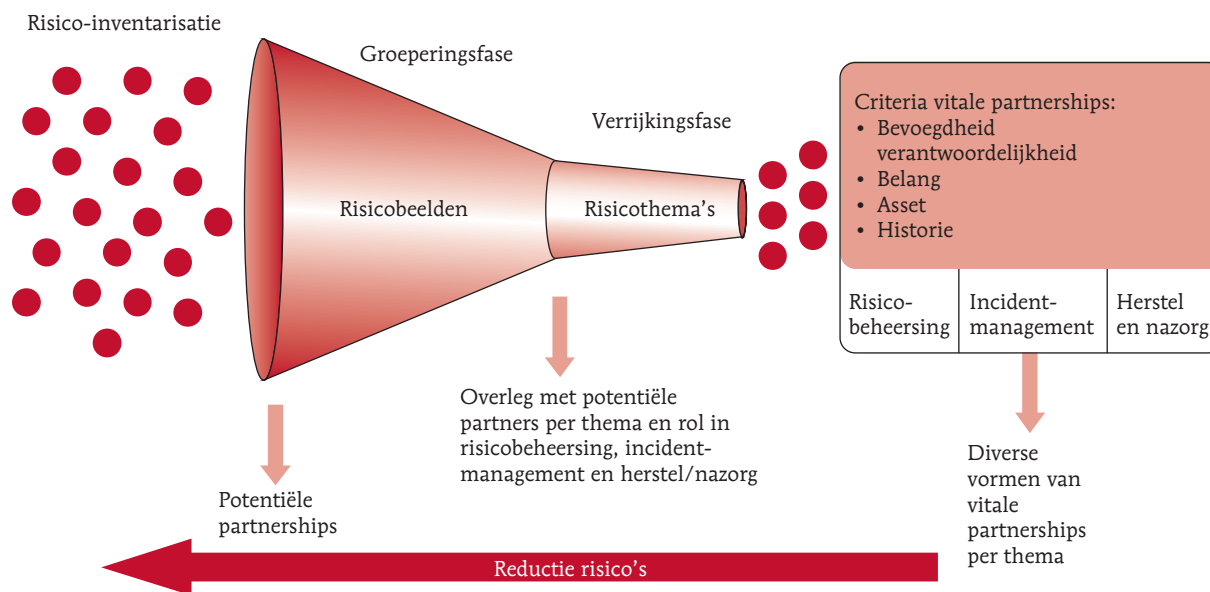 Risico-inventarisatie
Groeperingsfase
Verrijkingsfase
Risicobeelden
Risicothema's
Criteria vitale partnerships:
• Bevoegdheid
verantwoordelijkheid
• Belang
• Asset
• Historie
Risico-
beheersing
Incident-
management
Herstel
en nazorg
Overleg met potentiële
partners per thema en rol in
risicobeheersing, incident-
management en herstel/nazorg
Potentiële
partnerships
Diverse
vormen van
vitale
partnerships
per thema
Reductie risico's